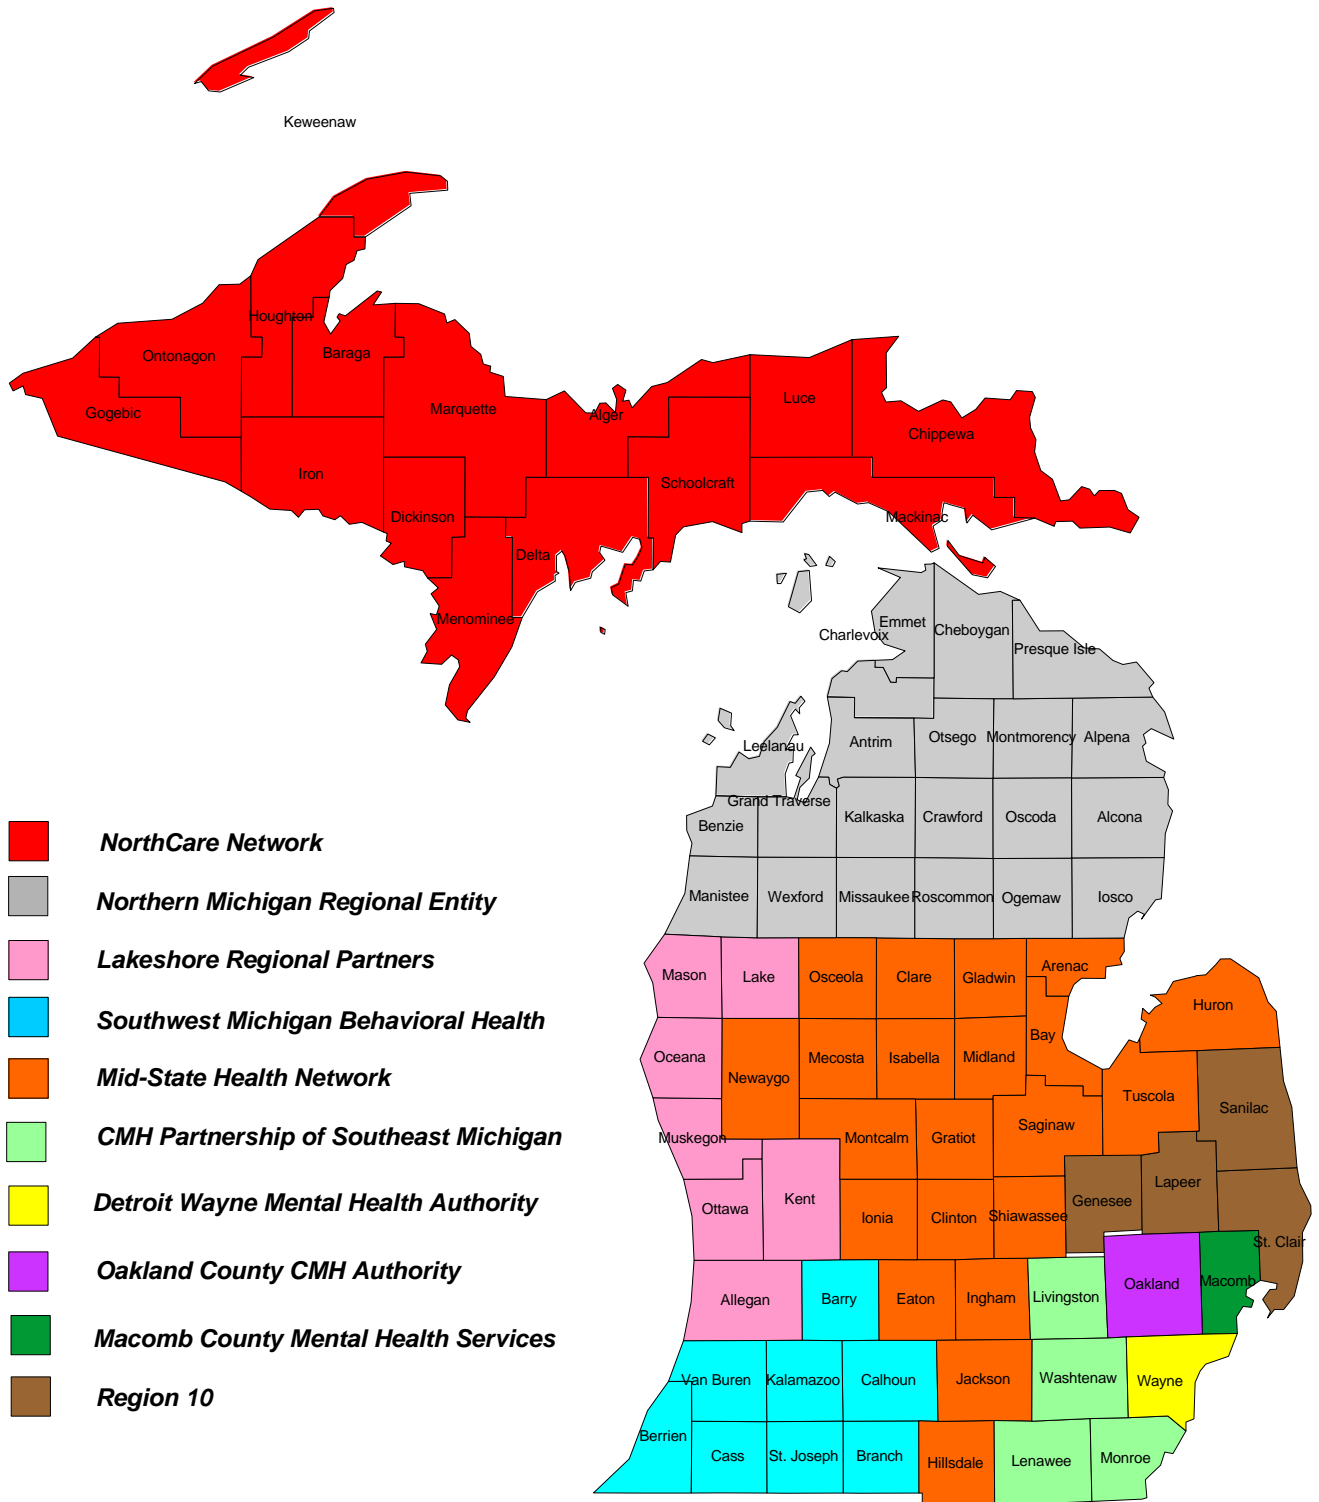 Keweenaw
Houghton
Ontonagon
Baraga
Gogebic
Marquette
Alger
Luce
Chippewa
Iron
Schoolcraft
Dickinson
Mackinac
Delta
Menominee
Emmet
Charlevoix
Cheboygan
Presque Isle
Leelanau
Antrim
Otsego
Montmorency
Alpena
Grand Traverse
Benzie
Kalkaska
Crawford
Oscoda
Alcona
Manistee
Wexford
Missaukee
Roscommon
Ogemaw
Iosco
Mason
Lake
Osceola
Clare
Gladwin
Arenac
Huron
Oceana
Newaygo
Mecosta
Isabella
Midland
Bay
Tuscola
Sanilac
Muskegon
Montcalm
Gratiot
Saginaw
Ottawa
Kent
Ionia
Clinton
Shiawassee
Genesee
Lapeer
St. Clair
Allegan
Barry
Eaton
Ingham
Livingston
Oakland
Macomb
Van Buren
Kalamazoo
Calhoun
Jackson
Washtenaw
Wayne
Berrien
Cass
St. Joseph
Branch
Hillsdale
Lenawee
Monroe
NorthCare Network
Northern Michigan Regional Entity
Lakeshore Regional Partners
Southwest Michigan Behavioral Health
Mid-State Health Network
CMH Partnership of Southeast Michigan
Detroit Wayne Mental Health Authority
Oakland County CMH Authority
Macomb County Mental Health Services
Region 10